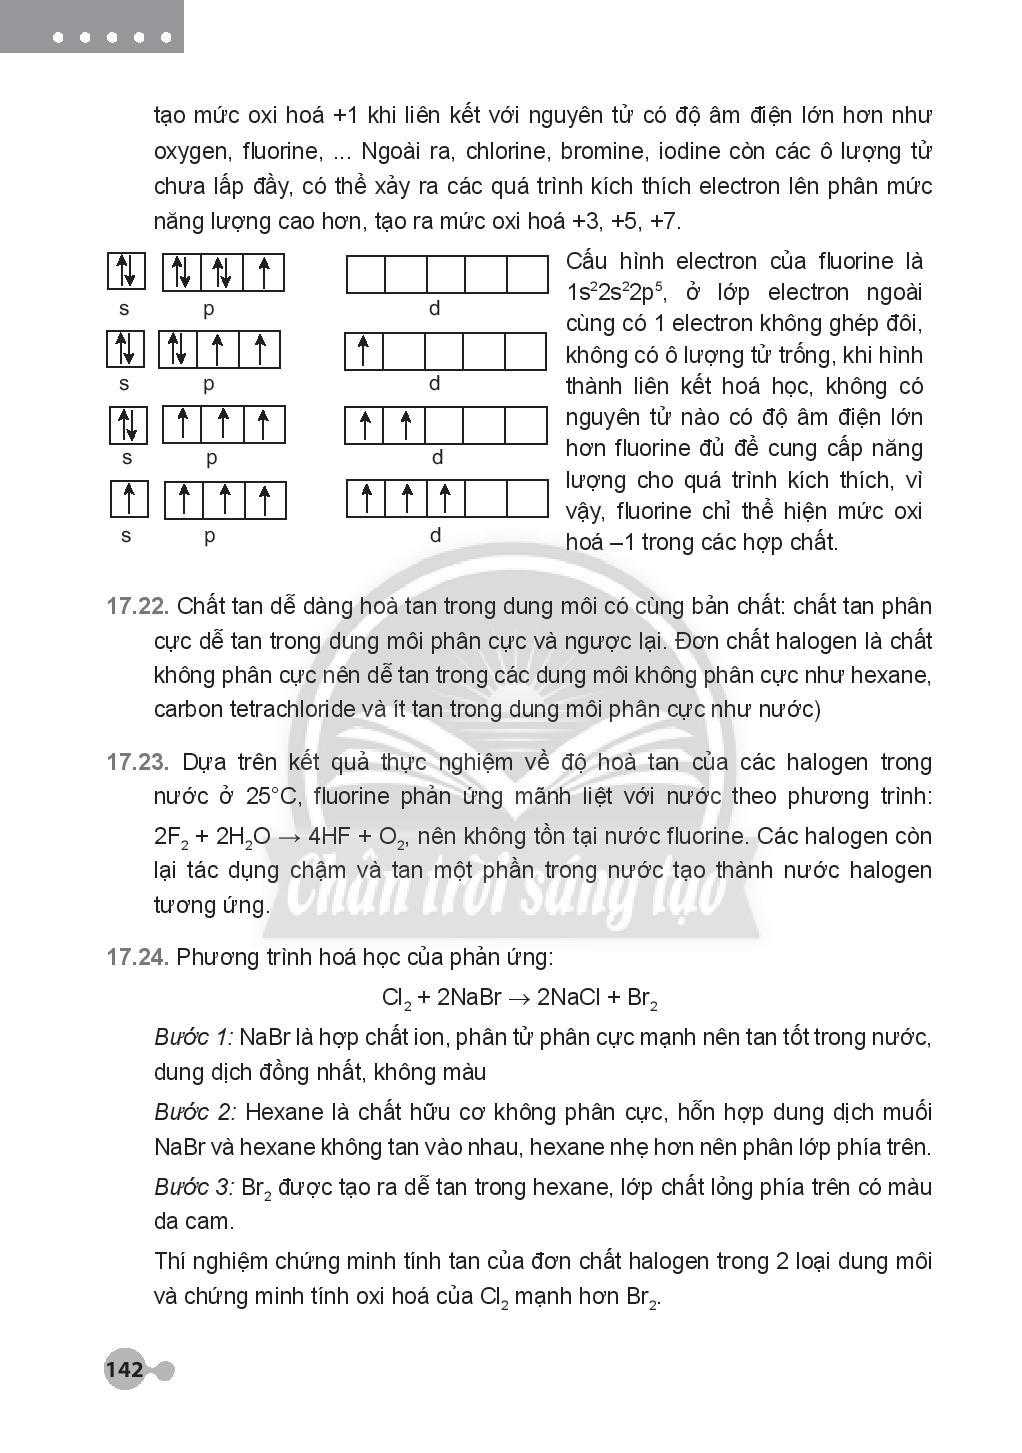 tạo mức oxi hoá +1 khi liên kết với nguyên tử có độ âm điện lớn hơn như
oxygen, fluorine, ... Ngoài ra, chlorine, bromine, iodine còn các ô lượng tử
chưa lấp đầy, có thể xảy ra các quá trình kích thích electron lên phân mức
năng lượng cao hơn, tạo ra mức oxi hoá +3, +5, +7.
s p d
s p d
s p d
s p d
Cấu hình electron của fluorine là
1s²2s²2p⁵, ở lớp electron ngoài
cùng có 1 electron không ghép đôi,
không có ô lượng tử trống, khi hình
thành liên kết hoá học, không có
nguyên tử nào có độ âm điện lớn
hơn fluorine đủ để cung cấp năng
lượng cho quá trình kích thích, vì
vậy, fluorine chỉ thể hiện mức oxi
hoá –1 trong các hợp chất.
17.22. Chất tan dễ dàng hoà tan trong dung môi có cùng bản chất: chất tan phân
cực dễ tan trong dung môi phân cực và ngược lại. Đơn chất halogen là chất
không phân cực nên dễ tan trong các dung môi không phân cực như hexane,
carbon tetrachloride và ít tan trong dung môi phân cực như nước)
17.23. Dựa trên kết quả thực nghiệm về độ hoà tan của các halogen trong
nước ở 25°C, fluorine phản ứng mãnh liệt với nước theo phương trình:
2F₂ + 2H₂O → 4HF + O₂, nên không tồn tại nước fluorine. Các halogen còn
lại tác dụng chậm và tan một phần trong nước tạo thành nước halogen
tương ứng.
Chân trời sáng tạo
17.24. Phương trình hoá học của phản ứng:
Cl₂ + 2NaBr → 2NaCl + Br₂
Bước 1: NaBr là hợp chất ion, phân tử phân cực mạnh nên tan tốt trong nước,
dung dịch đồng nhất, không màu
Bước 2: Hexane là chất hữu cơ không phân cực, hỗn hợp dung dịch muối
NaBr và hexane không tan vào nhau, hexane nhẹ hơn nên phân lớp phía trên.
Bước 3: Br₂ được tạo ra dễ tan trong hexane, lớp chất lỏng phía trên có màu
da cam.
Thí nghiệm chứng minh tính tan của đơn chất halogen trong 2 loại dung môi
và chứng minh tính oxi hoá của Cl₂ mạnh hơn Br₂.
142